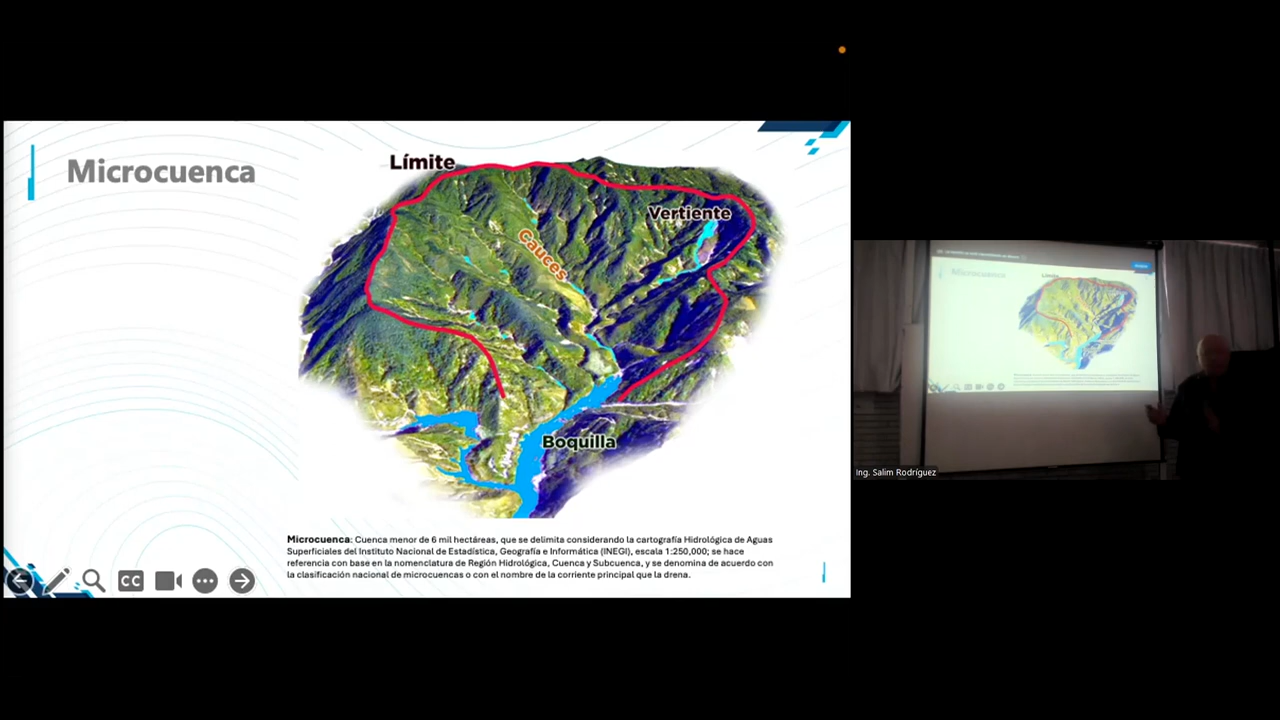 Microcuenca
Límite
Vertiente
Cauces
Boquilla
Microcuenca: Cuenca menor de 6 mil hectáreas, que se delimita considerando la cartografía Hidrológica de Aguas
Superficiales del Instituto Nacional de Estadística, Geografía e Informática (INEGI), escala 1:250,000; se hace
referencia con base en la nomenclatura de Región Hidrológica, Cuenca y Subcuenca, y se denomina de acuerdo con
la clasificación nacional de microcuencas o con el nombre de la corriente principal que la drena.
CC
Microcuenca
Límite
Ing. Salim Rodríguez